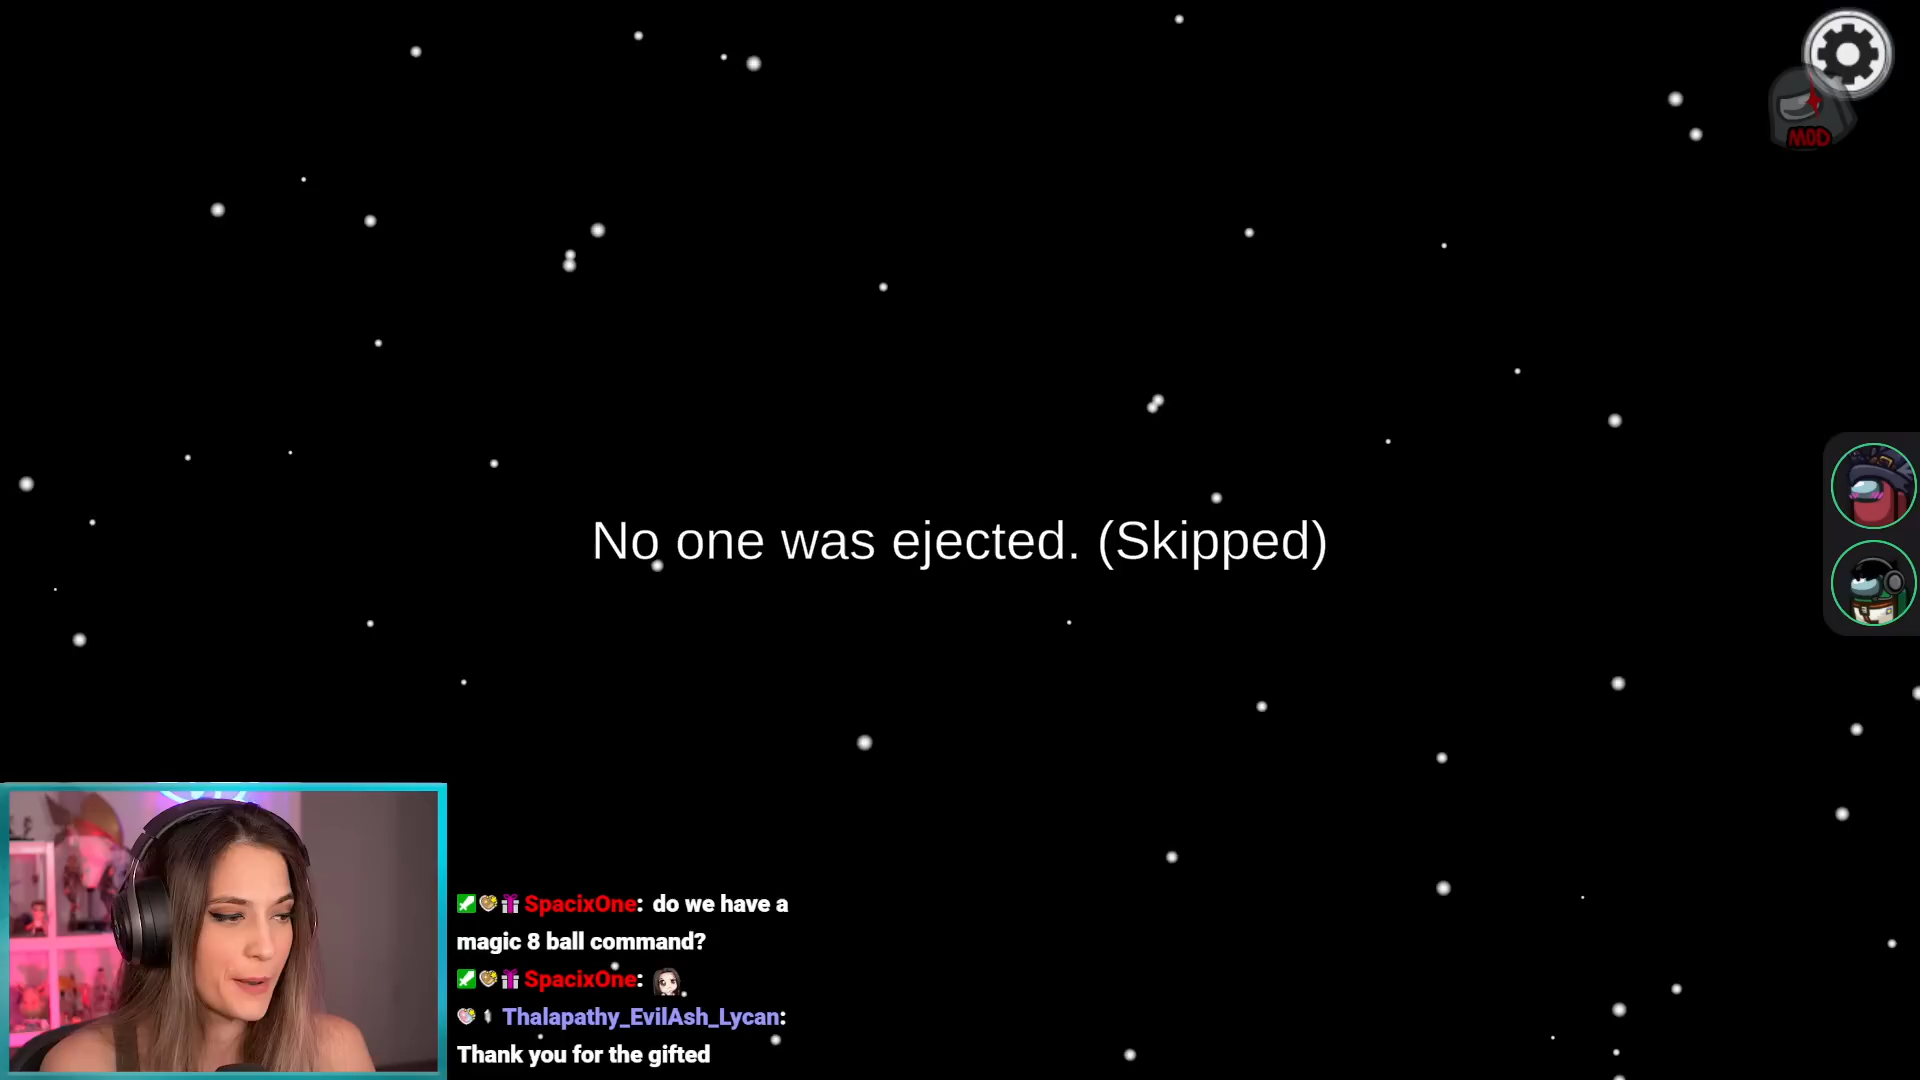 MOD
No one was ejected. (Skipped)
SpacixOne: do we have a
magic 8 ball command?
SpacixOne:
Thalapathy_EvilAsh_Lycan:
Thank you for the gifted